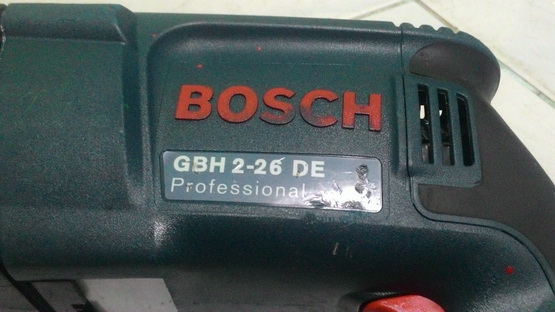 BOSCH
GBH 2-26 DE
Professional